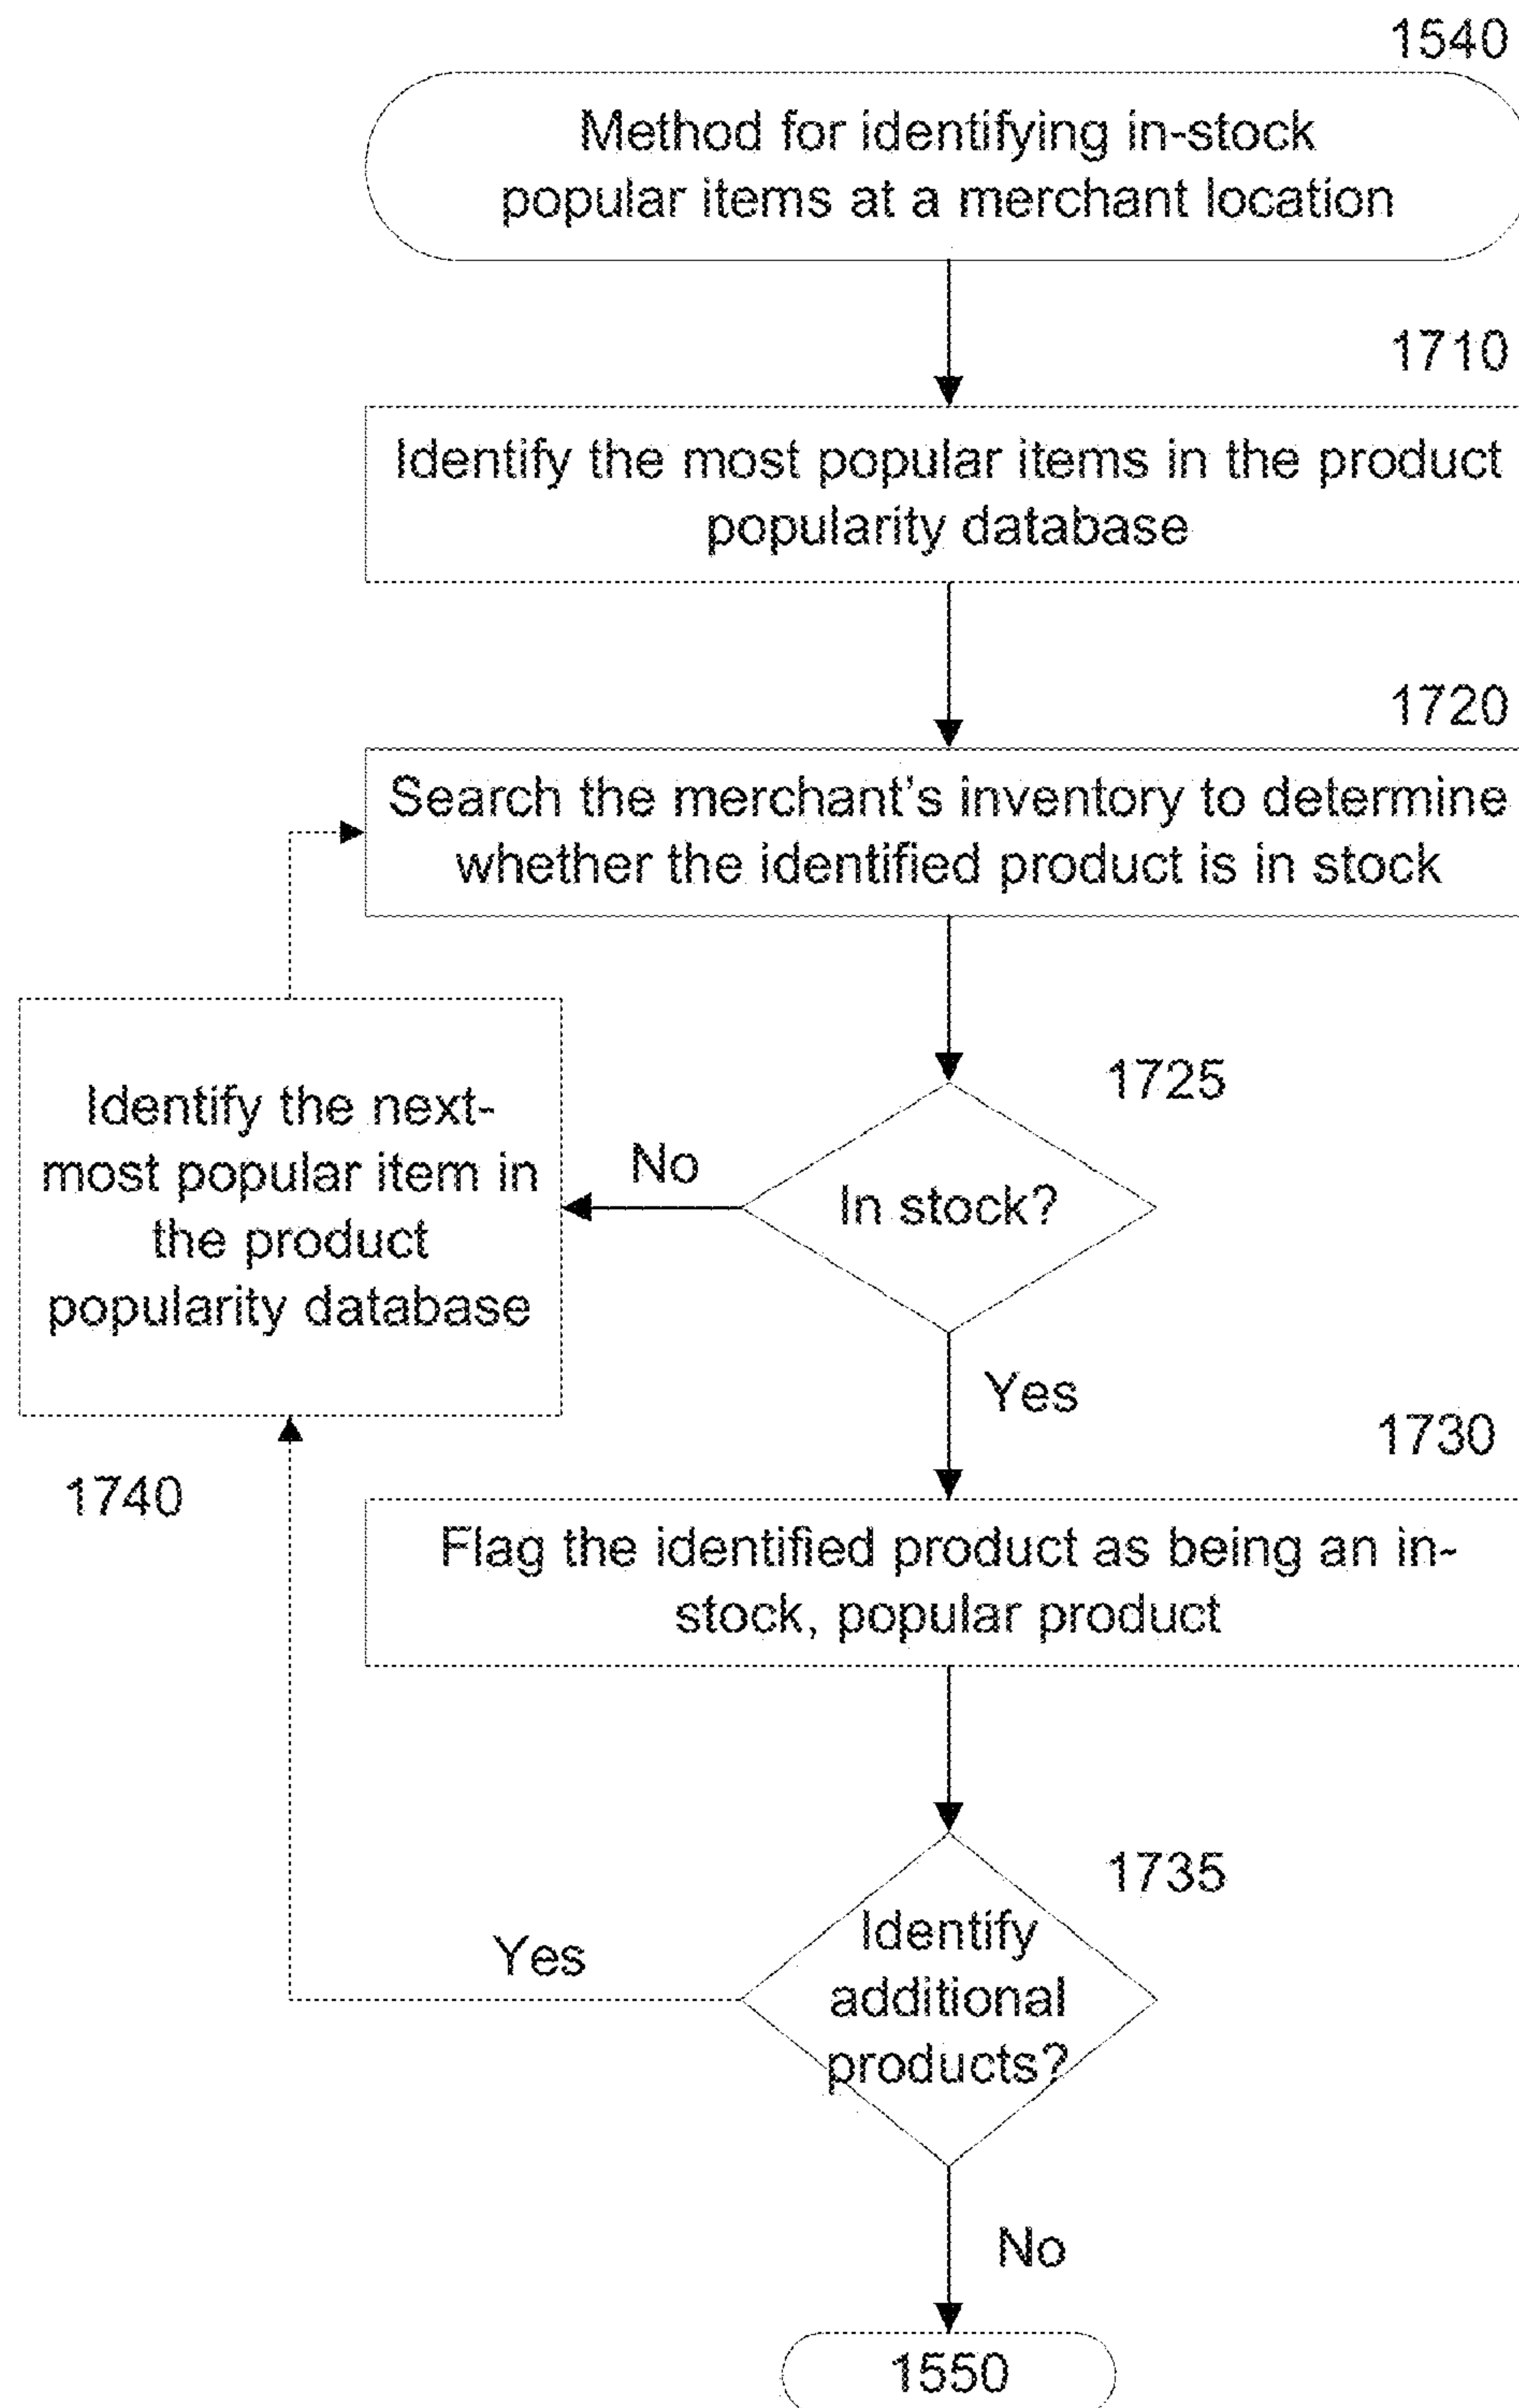 1540
Method for identifying in-stock
popular items at a merchant location
1710
Identify the most popular items in the product
popularity database
1720
Search the merchant's inventory to determine
whether the identified product is in stock
1725
In stock?
No
Identify the next-
most popular item in
the product
popularity database
1740
Yes
1730
Flag the identified product as being an in-
stock, popular product
1735
Identify
additional
products?
Yes
No
1550